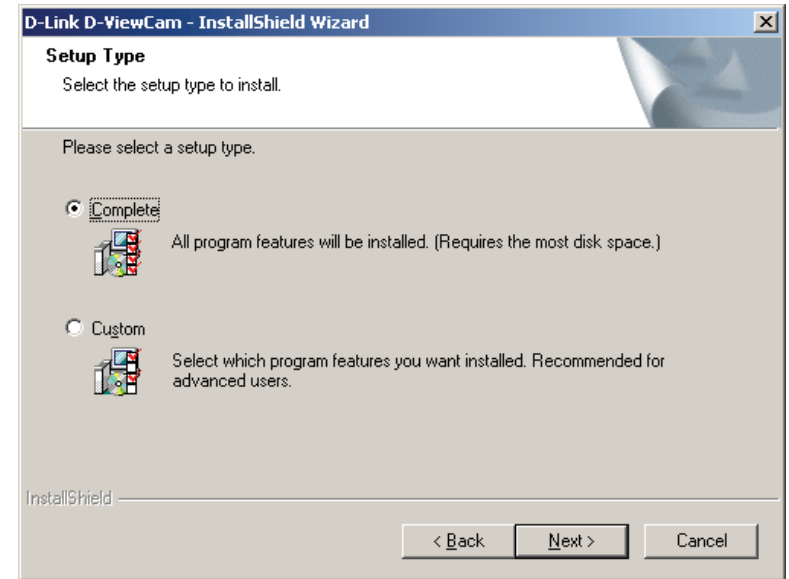 D-Link D-ViewCam - InstallShield Wizard
Setup Type
Select the setup type to install.
Please select a setup type.
Complete
All program features will be installed. (Requires the most disk space.)
Custom
Select which program features you want installed. Recommended for
advanced users.
InstallShield
< Back Next > Cancel